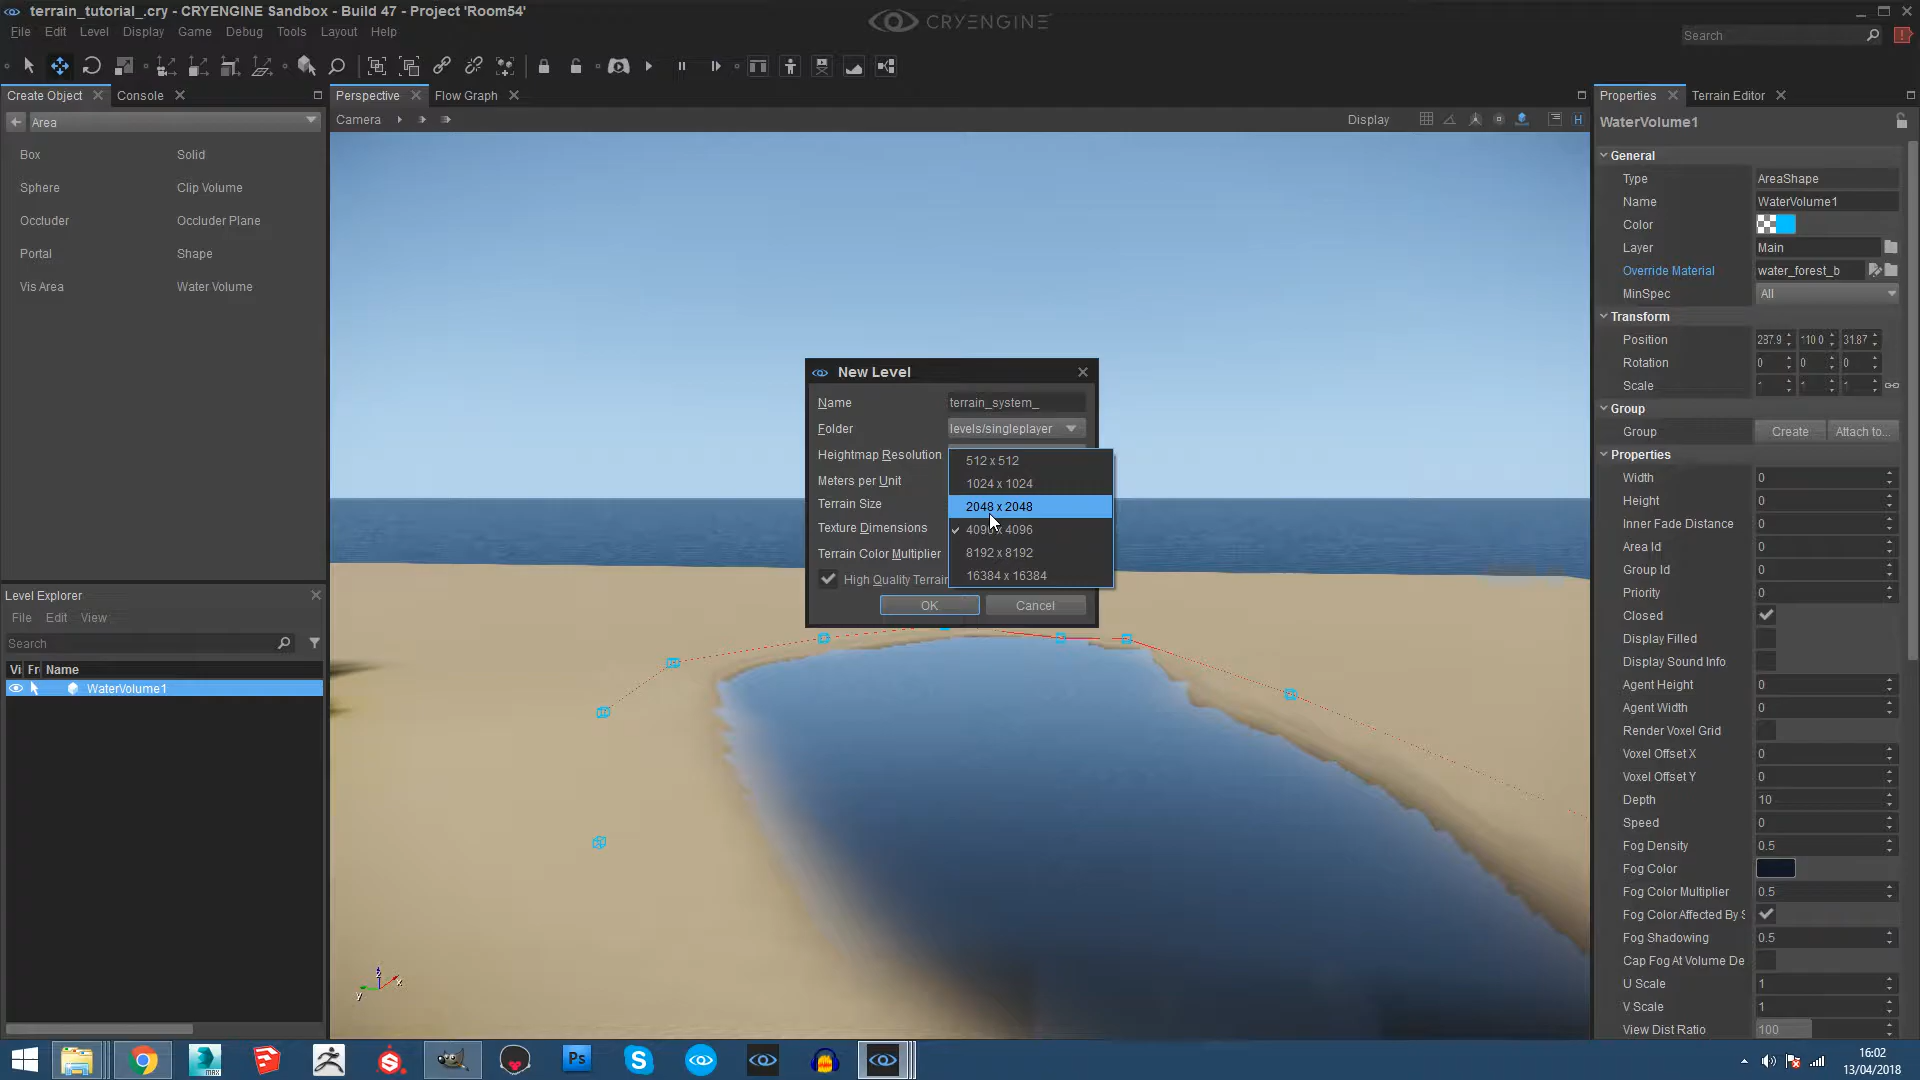 terrain_tutorial_.cry - CRYENGINE Sandbox - Build 47 - Project 'Room54'
CRYENGINE
File Edit Level Display Game Debug Tools Layout Help
Search
Create Object
Console
Perspective
Flow Graph
Properties
Terrain Editor
Area
Camera
Display
H
WaterVolume1
Box
Solid
Sphere
Clip Volume
Occluder
Occluder Plane
Portal
Shape
Vis Area
Water Volume
General
Type AreaShape
Name WaterVolume1
Color
Layer Main
Override Material water_forest_b
MinSpec All
Transform
Position 287.9 110.0 31.87
Rotation 0 0 0
Scale 1 1 1
Group
Group Create Attach to...
Properties
Width 0
Height 0
Inner Fade Distance 0
Area Id 0
Group Id 0
Priority 0
Closed
Display Filled
Display Sound Info
Agent Height 0
Agent Width 0
Render Voxel Grid
Voxel Offset X 0
Voxel Offset Y 0
Depth 10
Speed 0
Fog Density 0.5
Fog Color
Fog Color Multiplier 0.5
Fog Color Affected By S
Fog Shadowing 0.5
Cap Fog At Volume De
U Scale 1
V Scale 1
View Dist Ratio 100
New Level
Name terrain_system_
Folder levels/singleplayer
Heightmap Resolution
Meters per Unit
Terrain Size
Texture Dimensions
Terrain Color Multiplier
High Quality Terrain
512 x 512
1024 x 1024
2048 x 2048
4096 x 4096
8192 x 8192
16384 x 16384
OK
Cancel
Level Explorer
File Edit View
Search
Vi Fr Name
WaterVolume1
z
x
y
MAX
Ps
16:02
13/04/2018